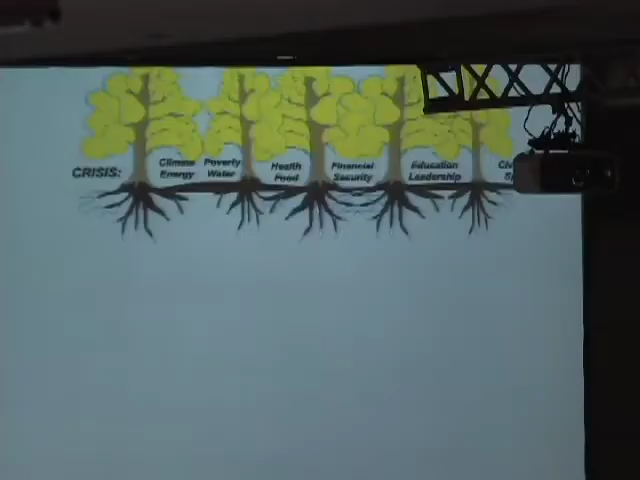 CRISIS:
Climate
Energy
Poverty
Water
Health
Food
Financial
Security
Education
Leadership